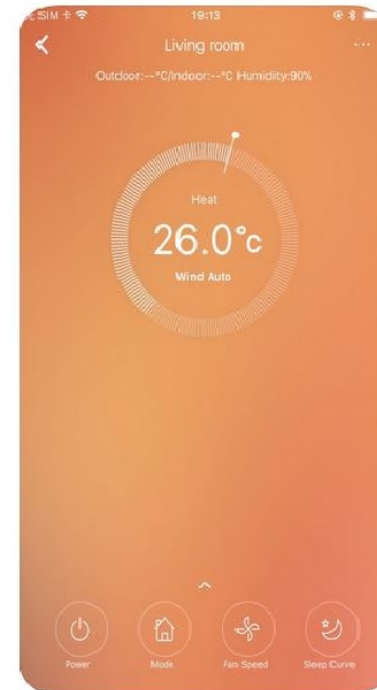 19:13
Living room
Outdoor:--°C/Indoor:--°C Humidity:90%
Heat
26.0°c
Wind Auto
Power Mode Fan Speed Sleep Curve